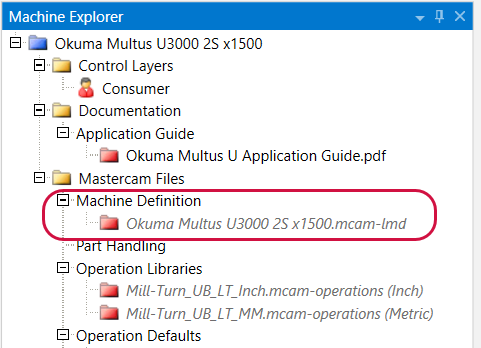 Machine Explorer
Okuma Multus U3000 2S x1500
Control Layers
Consumer
Documentation
Application Guide
Okuma Multus U Application Guide.pdf
Mastercam Files
Machine Definition
Okuma Multus U3000 2S x1500.mcam-lmd
Part Handling
Operation Libraries
Mill-Turn_UB_LT_Inch.mcam-operations (Inch)
Mill-Turn_UB_LT_MM.mcam-operations (Metric)
Operation Defaults